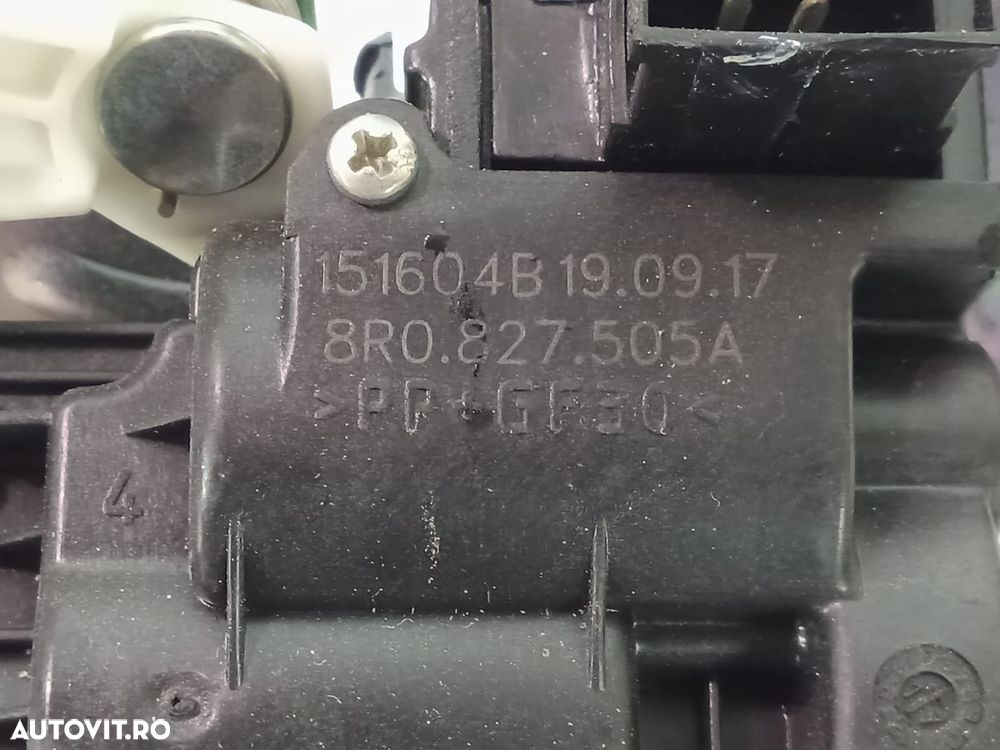 151604B 19.09.17
8R0.827.505A
>PP+GF30<
4
AUTOVIT.RO